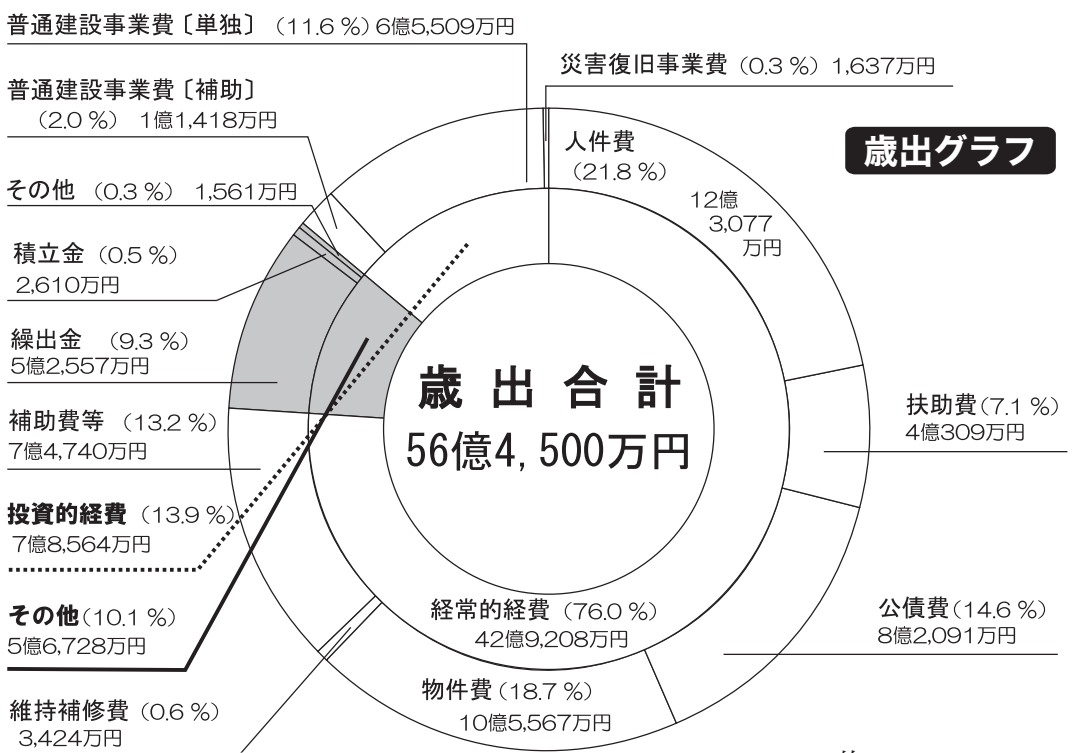 普通建設事業費〔単独〕(11.6 %) 6億5,509万円
災害復旧事業費 (0.3 %) 1,637万円
普通建設事業費〔補助〕
(2.0 %) 1億1,418万円
歳出グラフ
人件費
(21.8 %)
12億
3,077
万円
その他 (0.3 %) 1,561万円
積立金 (0.5 %)
2,610万円
繰出金 (9.3 %)
5億2,557万円
歳出合計
56億4,500万円
扶助費(7.1 %)
4億309万円
補助費等 (13.2 %)
7億4,740万円
投資的経費 (13.9 %)
7億8,564万円
その他(10.1 %)
5億6,728万円
経常的経費 (76.0 %)
42億9,208万円
公債費(14.6 %)
8億2,091万円
物件費(18.7 %)
10億5,567万円
維持補修費 (0.6 %)
3,424万円